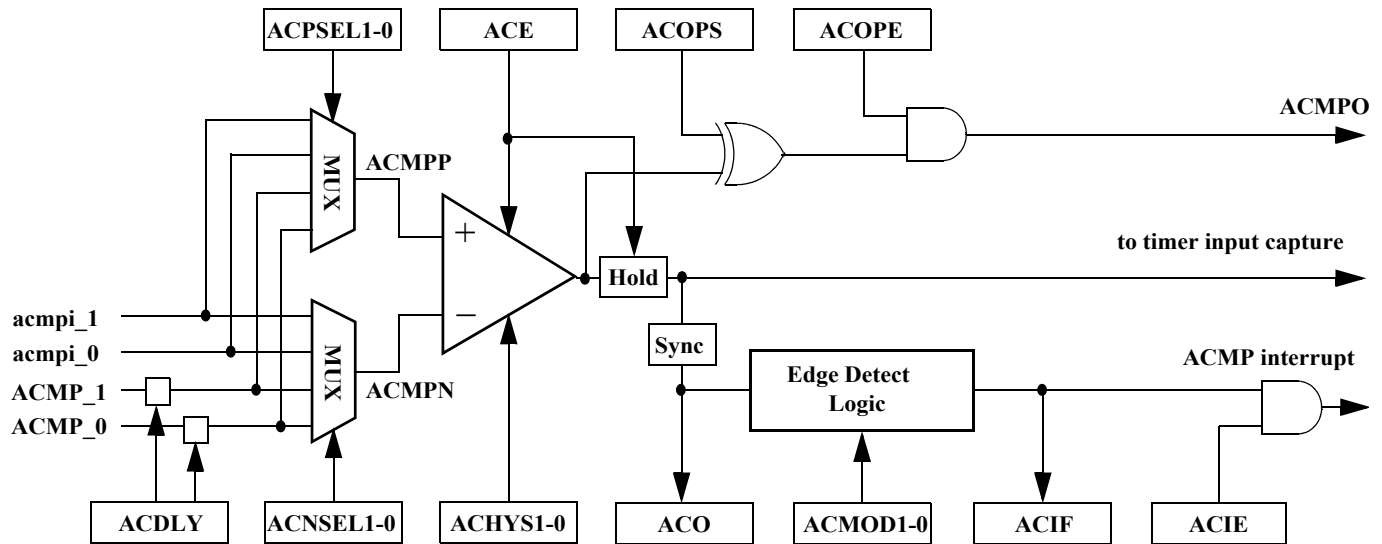 ACPSEL1-0
ACE
ACOPS
ACOPE
ACMPO
MUX
ACMPP
+
to timer input capture
Hold
acmpi_1
−
acmpi_0
MUX
Sync
ACMP interrupt
ACMP_1
ACMPN
Edge Detect
Logic
ACMP_0
ACDLY
ACNSEL1-0
ACHYS1-0
ACO
ACMOD1-0
ACIF
ACIE